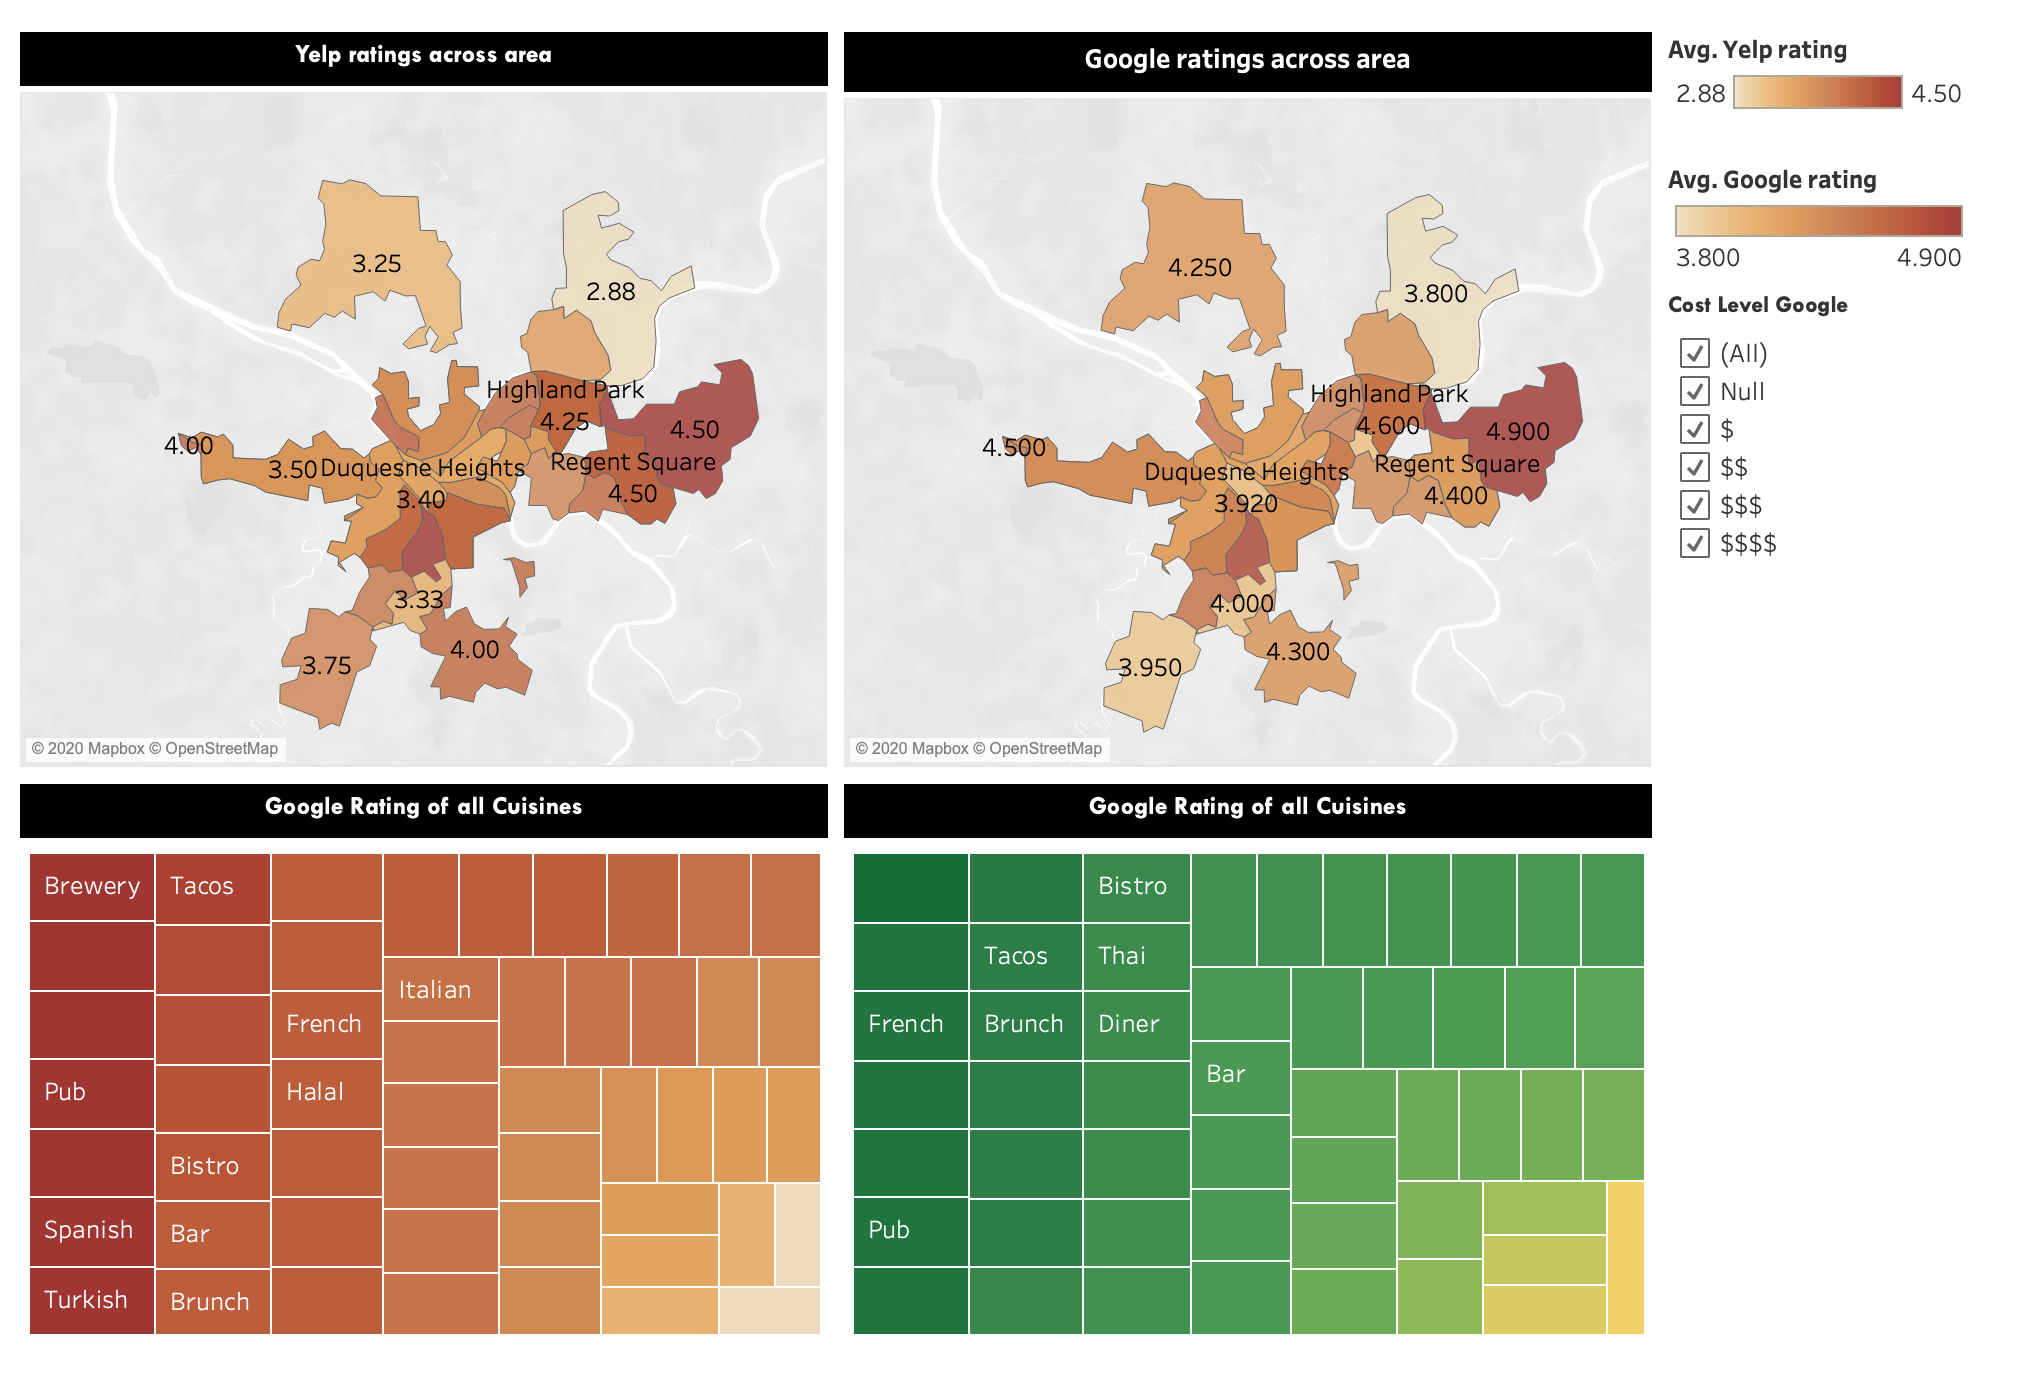 Yelp ratings across area
3.25
2.88
Highland Park
4.25
4.50
4.00
3.50
Duquesne Heights
3.40
Regent Square
4.50
3.33
3.75
4.00
© 2020 Mapbox © OpenStreetMap
Google ratings across area
4.250
3.800
Highland Park
4.600
4.900
4.500
Duquesne Heights
3.920
Regent Square
4.400
4.000
3.950
4.300
© 2020 Mapbox © OpenStreetMap
Avg. Yelp rating
2.88 4.50
Avg. Google rating
3.800 4.900
Cost Level Google
(All)
Null
$
$$
$$$
$$$$
Google Rating of all Cuisines
Brewery
Pub
Spanish
Turkish
Tacos
Bistro
Bar
Brunch
French
Halal
Italian
Google Rating of all Cuisines
French
Pub
Tacos
Brunch
Bistro
Thai
Diner
Bar